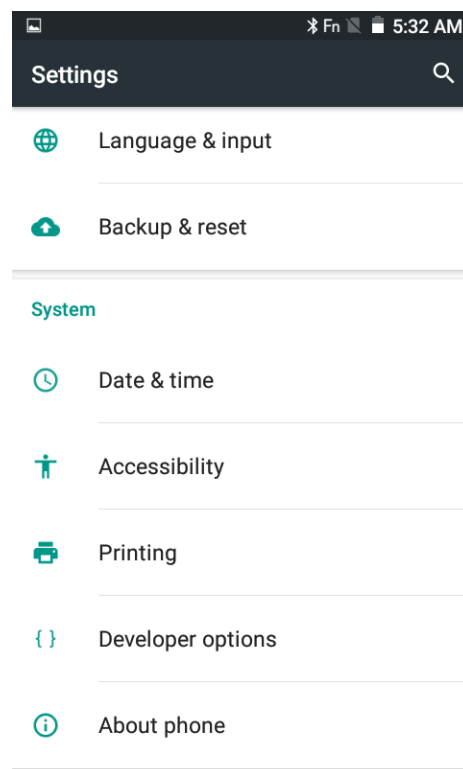 Fn 5:32 AM
Settings
Language & input
Backup & reset
System
Date & time
Accessibility
Printing
{ } Developer options
About phone